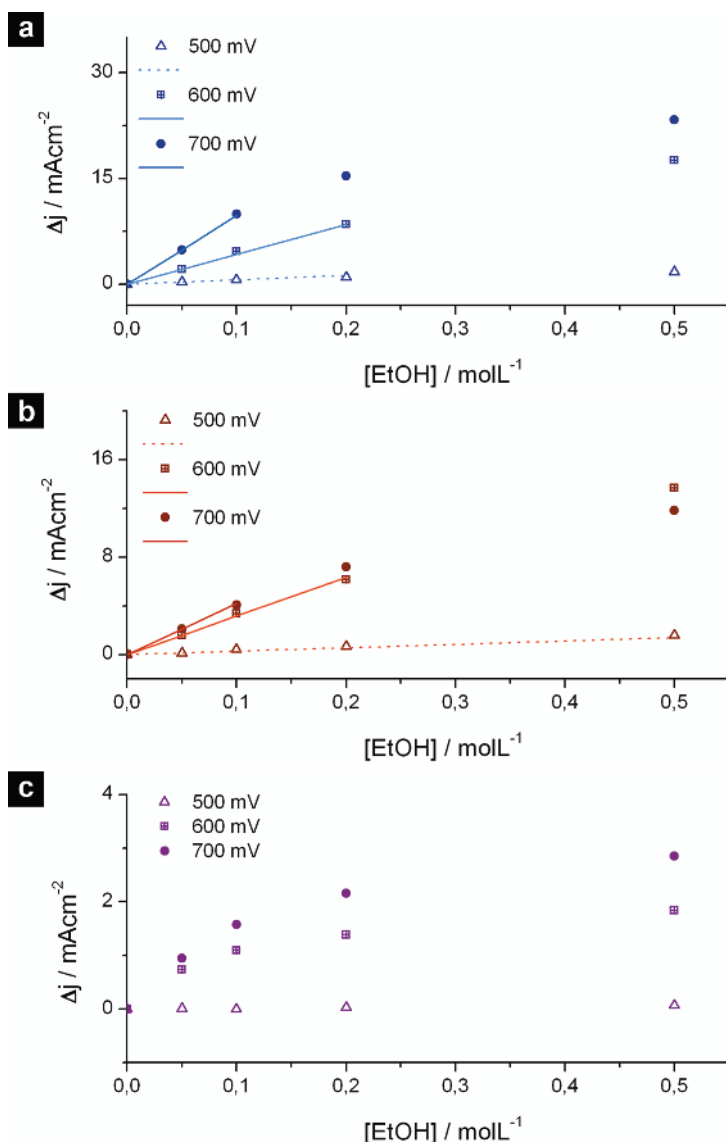 a
500 mV
600 mV
700 mV
30
15
0
Δj / mAcm⁻²
0,0 0,1 0,2 0,3 0,4 0,5
[EtOH] / molL⁻¹
b
500 mV
600 mV
700 mV
16
8
0
Δj / mAcm⁻²
0,0 0,1 0,2 0,3 0,4 0,5
[EtOH] / molL⁻¹
c
500 mV
600 mV
700 mV
4
2
0
Δj / mAcm⁻²
0,0 0,1 0,2 0,3 0,4 0,5
[EtOH] / molL⁻¹